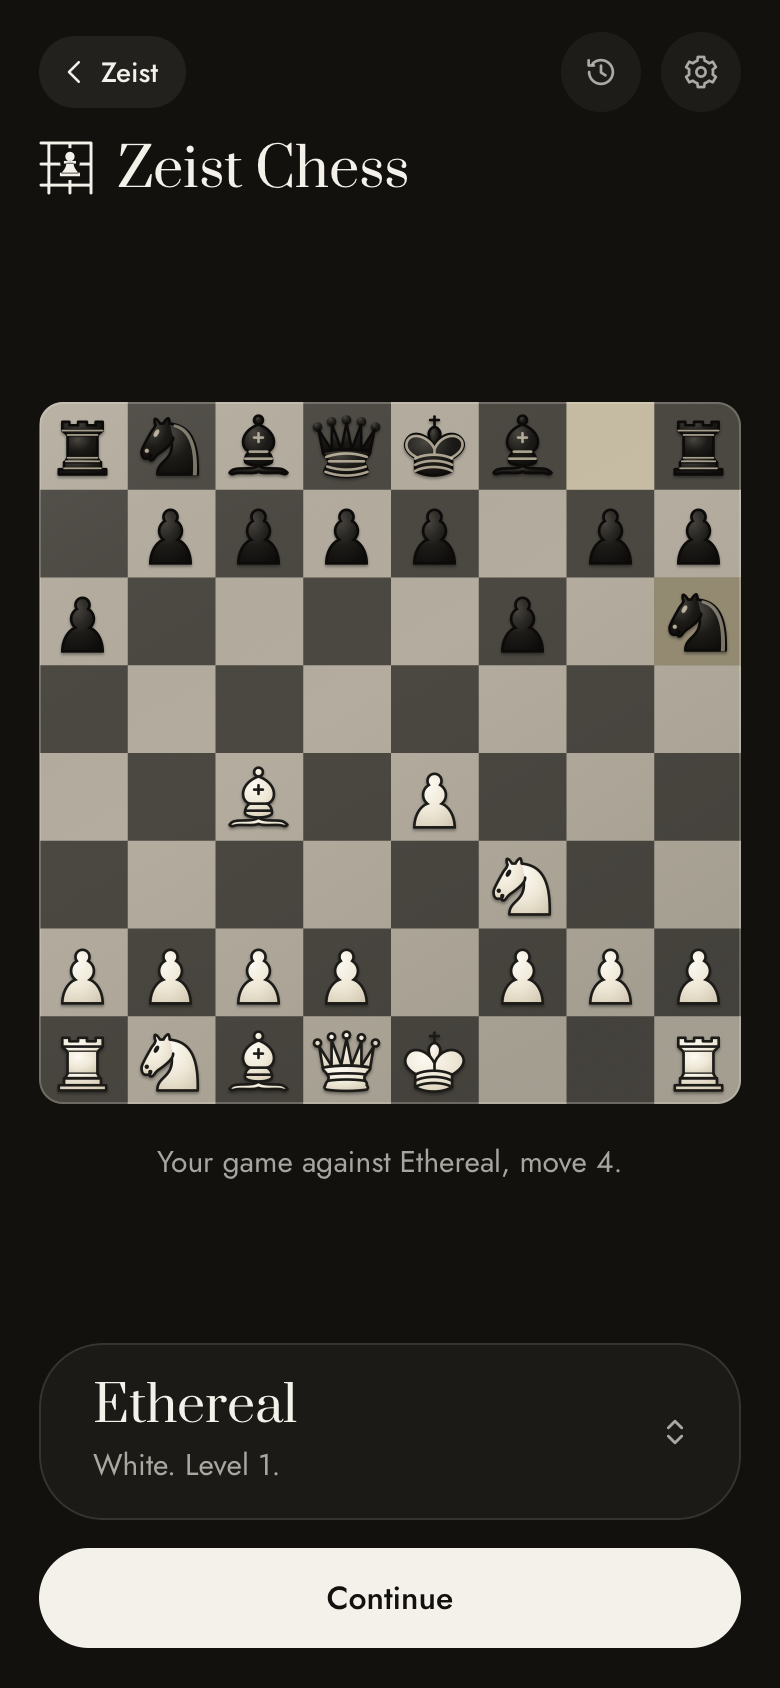 Zeist
Zeist Chess
Your game against Ethereal, move 4.
Ethereal
White. Level 1.
Continue